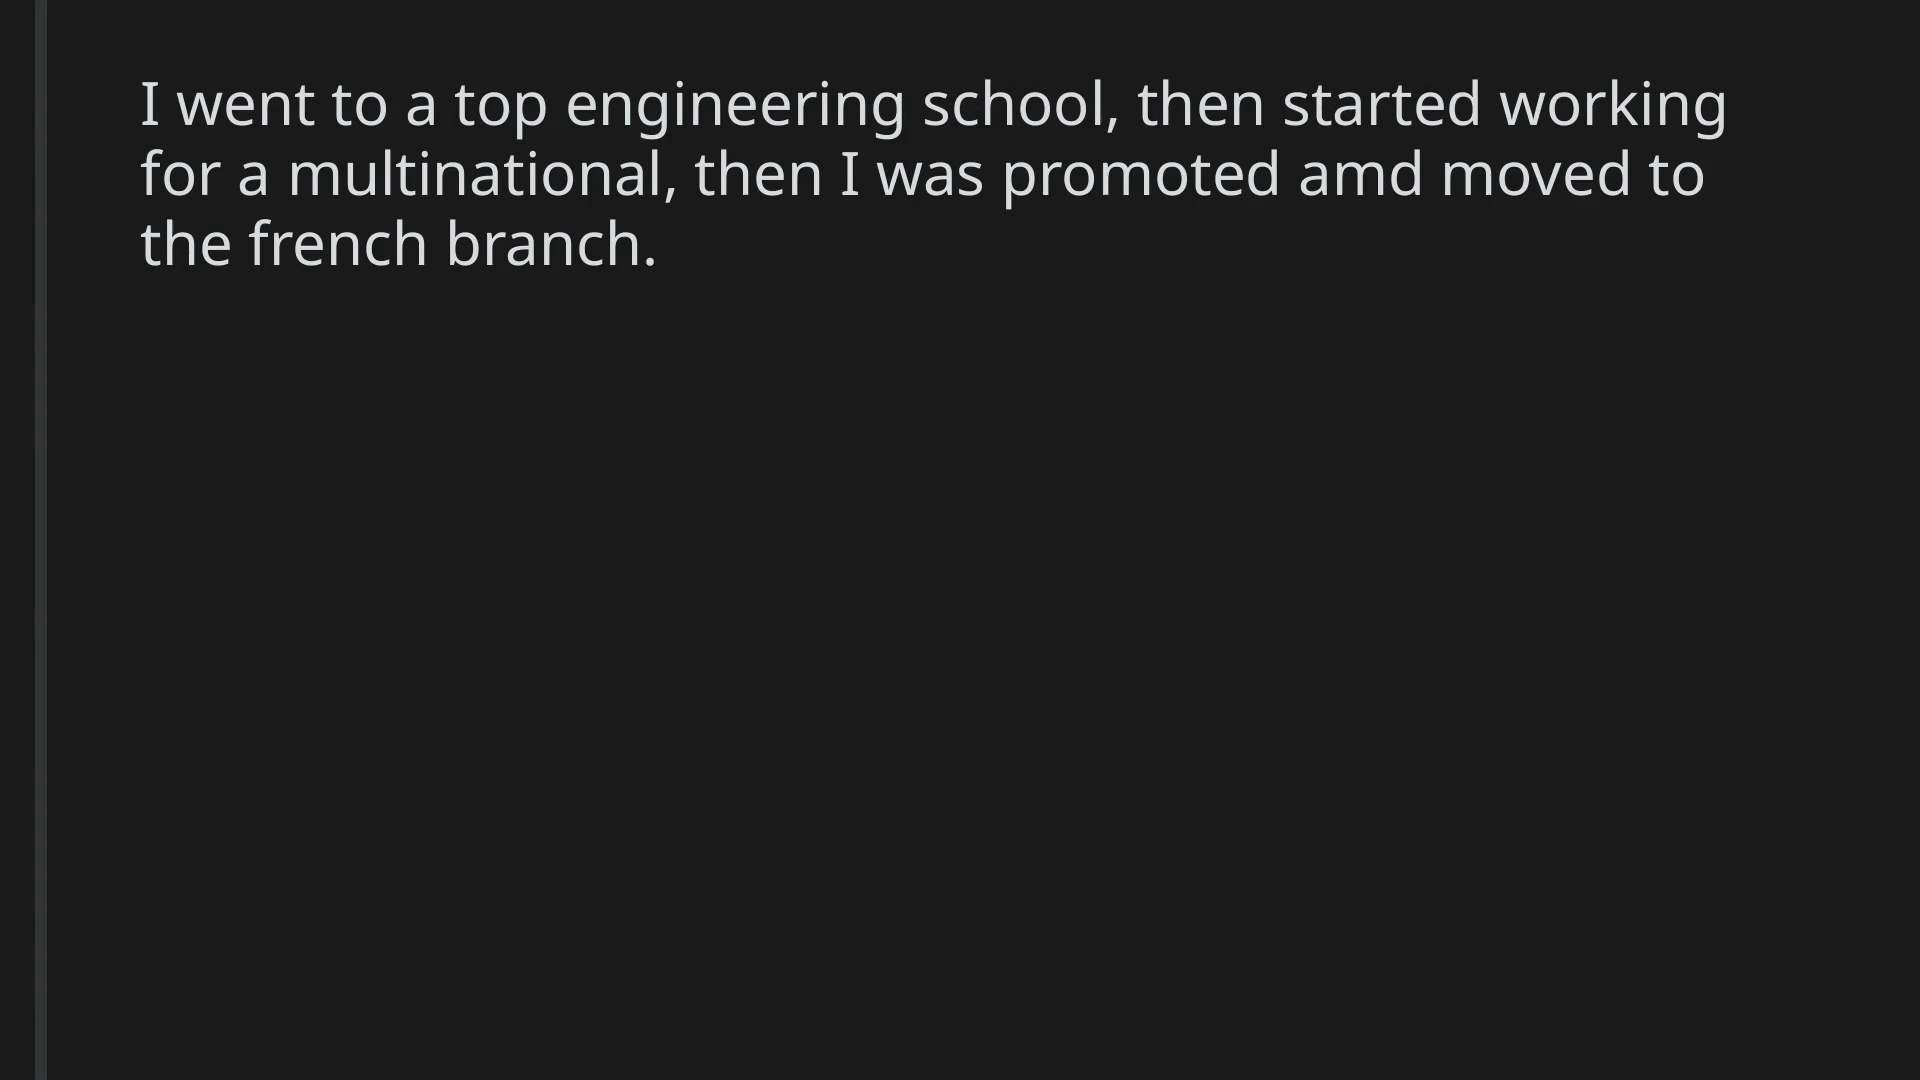 I went to a top engineering school, then started working
for a multinational, then I was promoted amd moved to
the french branch.